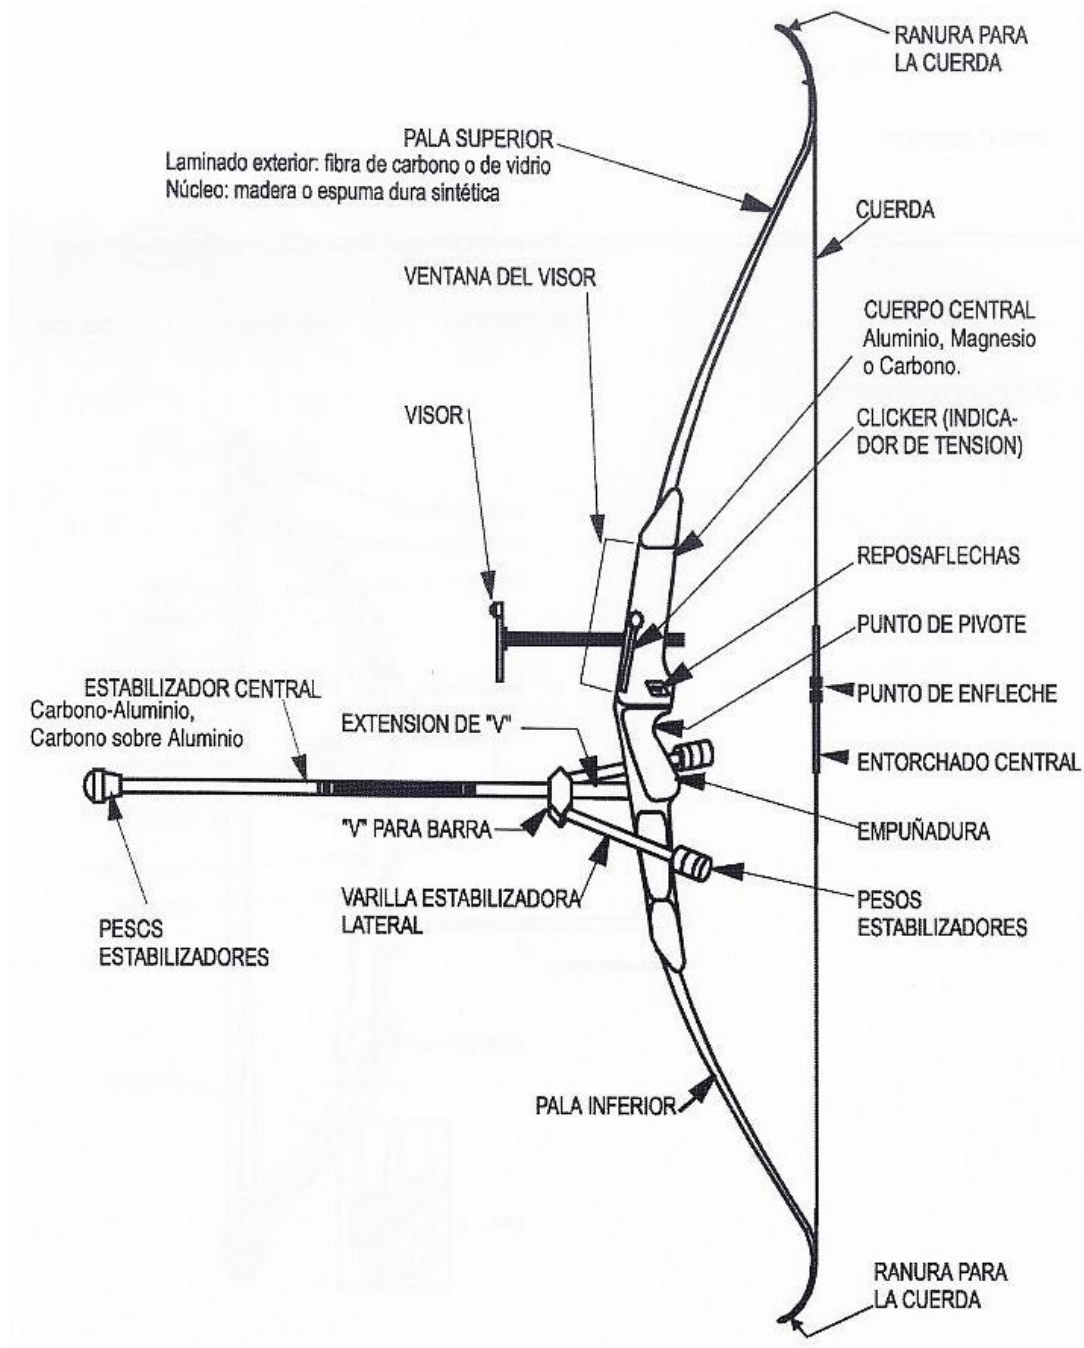 RANURA PARA
LA CUERDA
PALA SUPERIOR
Laminado exterior: fibra de carbono o de vidrio
Núcleo: madera o espuma dura sintética
CUERDA
VENTANA DEL VISOR
CUERPO CENTRAL
Aluminio, Magnesio
o Carbono.
VISOR
CLICKER (INDICA-
DOR DE TENSION)
REPOSAFLECHAS
PUNTO DE PIVOTE
ESTABILIZADOR CENTRAL
Carbono-Aluminio,
Carbono sobre Aluminio
EXTENSION DE "V"
PUNTO DE ENFLECHE
ENTORCHADO CENTRAL
"V" PARA BARRA
EMPUÑADURA
VARILLA ESTABILIZADORA
LATERAL
PESOS
ESTABILIZADORES
PESOS
ESTABILIZADORES
PALA INFERIOR
RANURA PARA
LA CUERDA